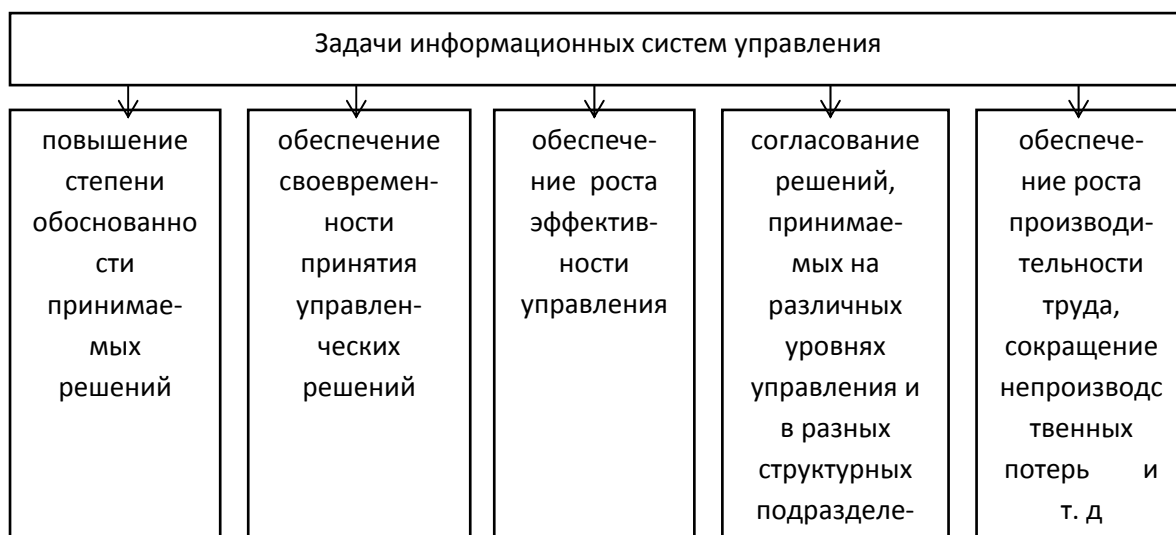 Задачи информационных систем управления
повышение
степени
обоснованно
сти
принимае-
мых
решений
обеспечение
своевремен-
ности
принятия
управлен-
ческих
решений
обеспече-
ние роста
эффектив-
ности
управления
согласование
решений,
принимае-
мых на
различных
уровнях
управления и
в разных
структурных
подразделе-
обеспече-
ние роста
производи-
тельности
труда,
сокращение
непроизводс
твенных
потерь и
т. д